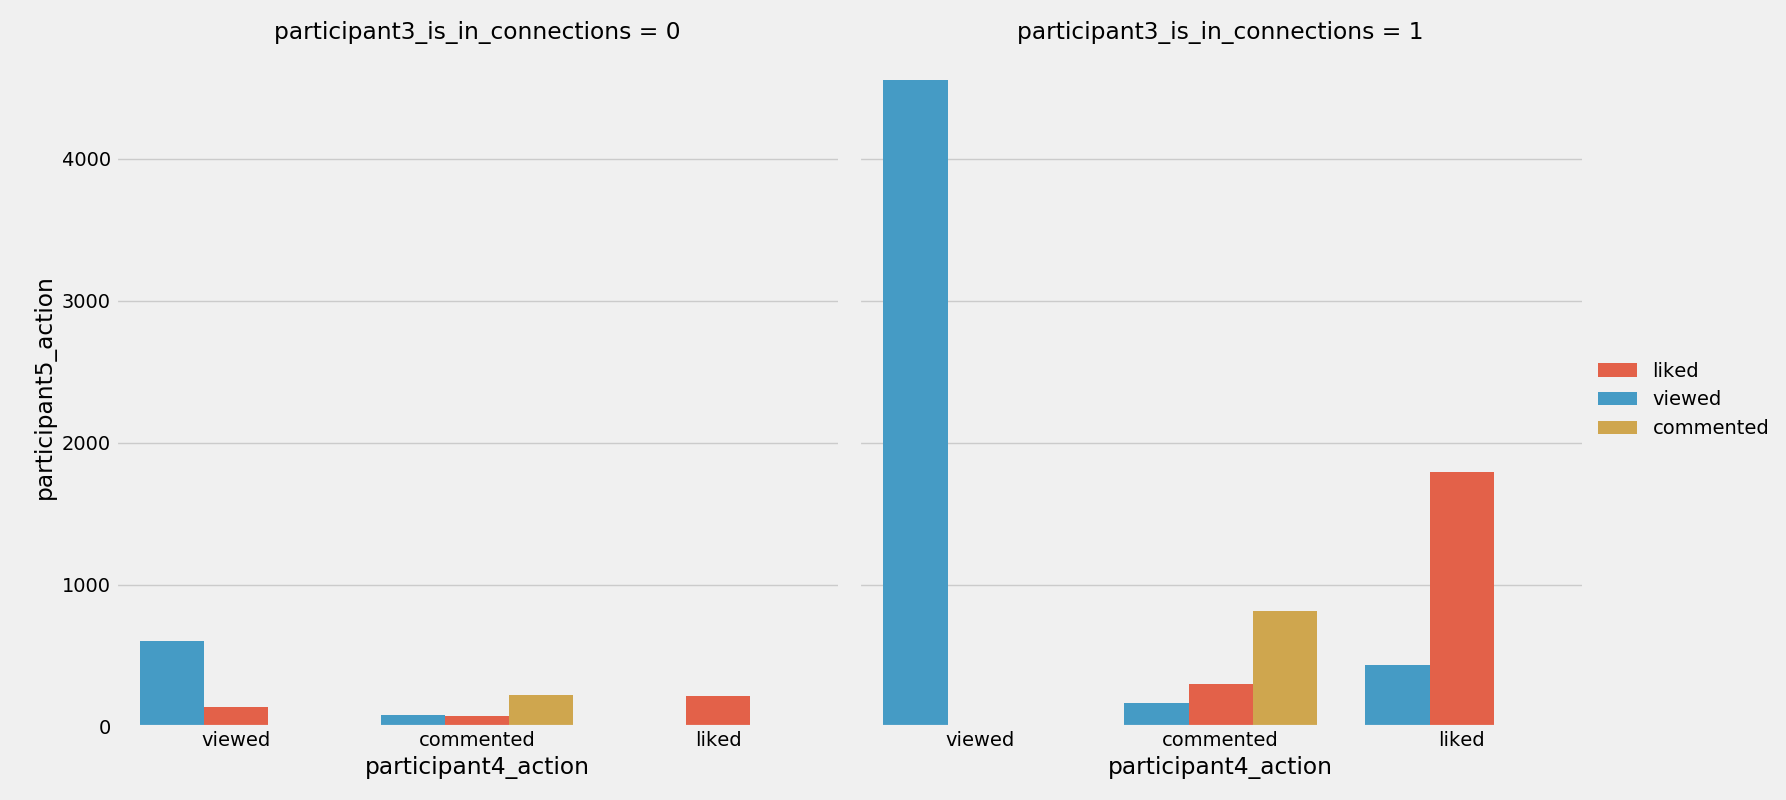 participant3_is_in_connections = 0
participant3_is_in_connections = 1
participant5_action
4000
3000
2000
1000
0
viewed
commented
liked
participant4_action
viewed
commented
liked
participant4_action
liked
viewed
commented